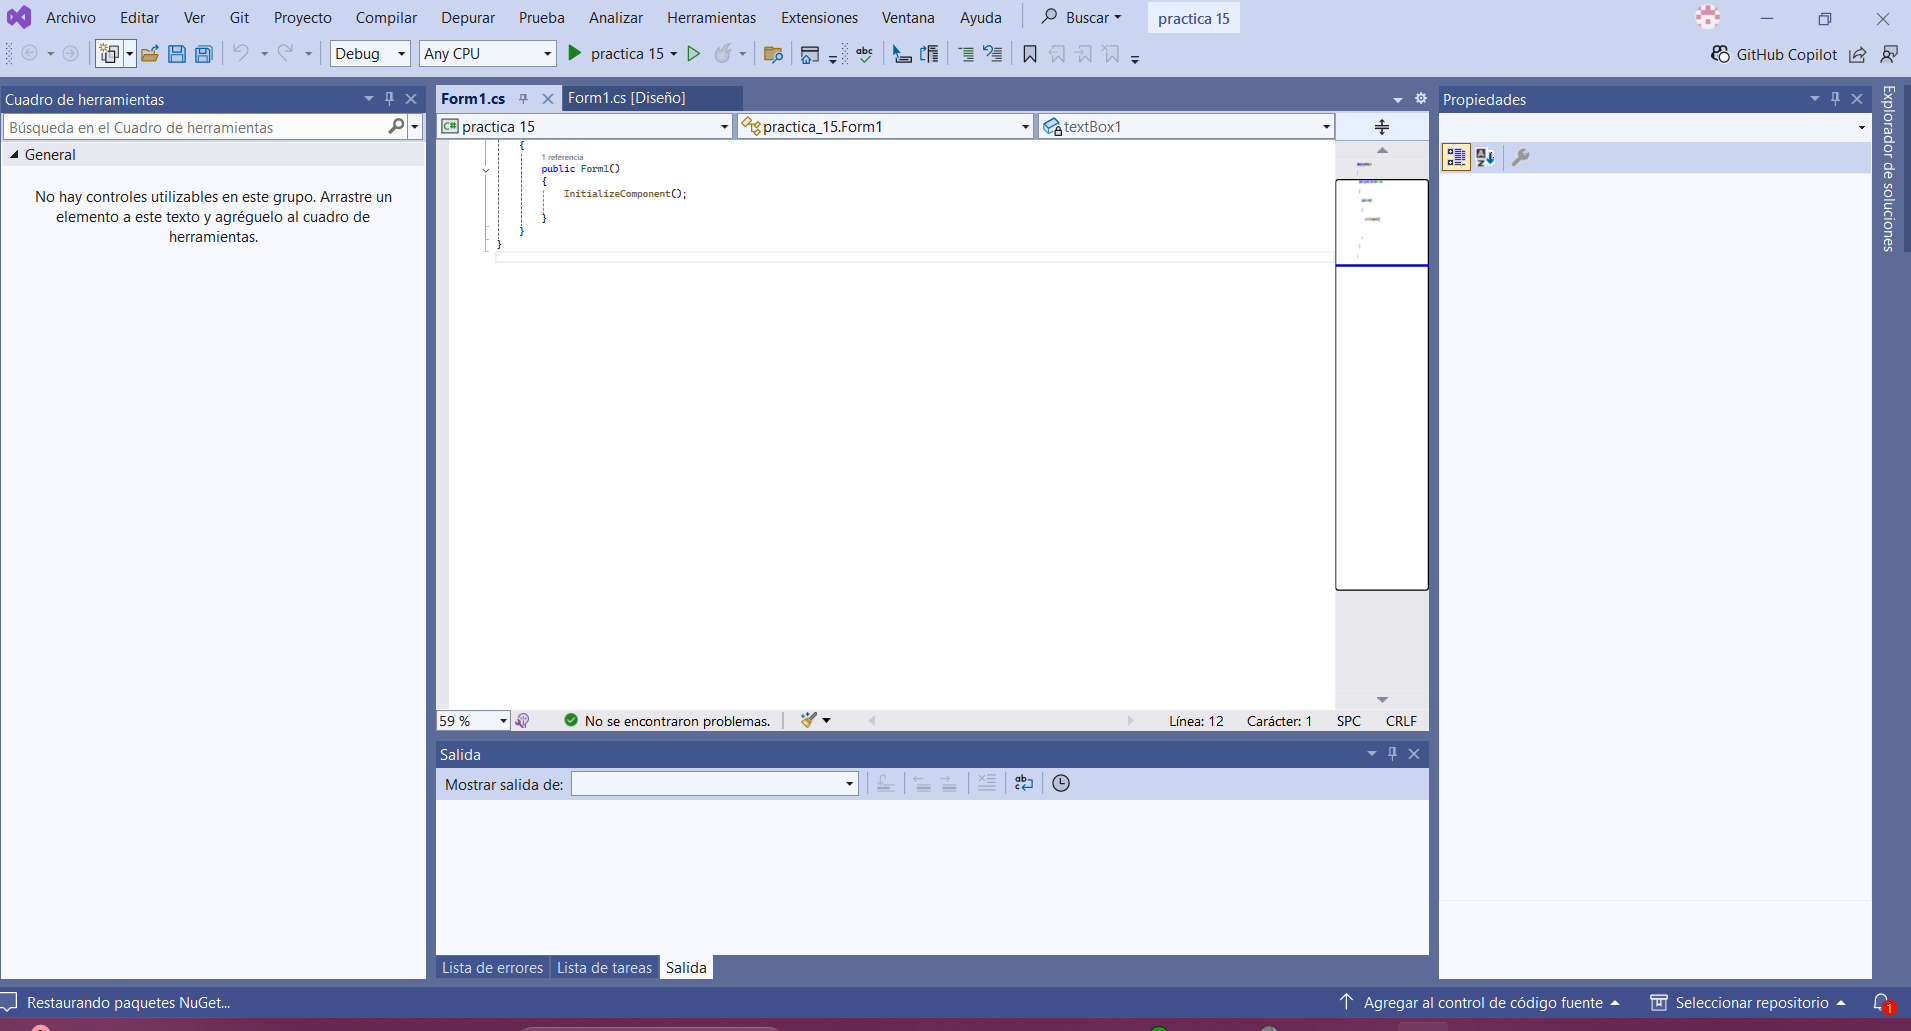 Archivo Editar Ver Git Proyecto Compilar Depurar Prueba Analizar Herramientas Extensiones Ventana Ayuda Buscar practica 15
Debug Any CPU practica 15 abc GitHub Copilot
Cuadro de herramientas
Búsqueda en el Cuadro de herramientas
General
No hay controles utilizables en este grupo. Arrastre un
elemento a este texto y agréguelo al cuadro de
herramientas.
Form1.cs Form1.cs [Diseño]
C# practica 15 practica_15.Form1 textBox1
{
1 referencia
public Form1()
{
InitializeComponent();
}
}
}
59 % No se encontraron problemas. Línea: 12 Carácter: 1 SPC CRLF
Salida
Mostrar salida de:
Lista de errores Lista de tareas Salida
Propiedades
Explorador de soluciones
Restaurando paquetes NuGet... Agregar al control de código fuente Seleccionar repositorio 1